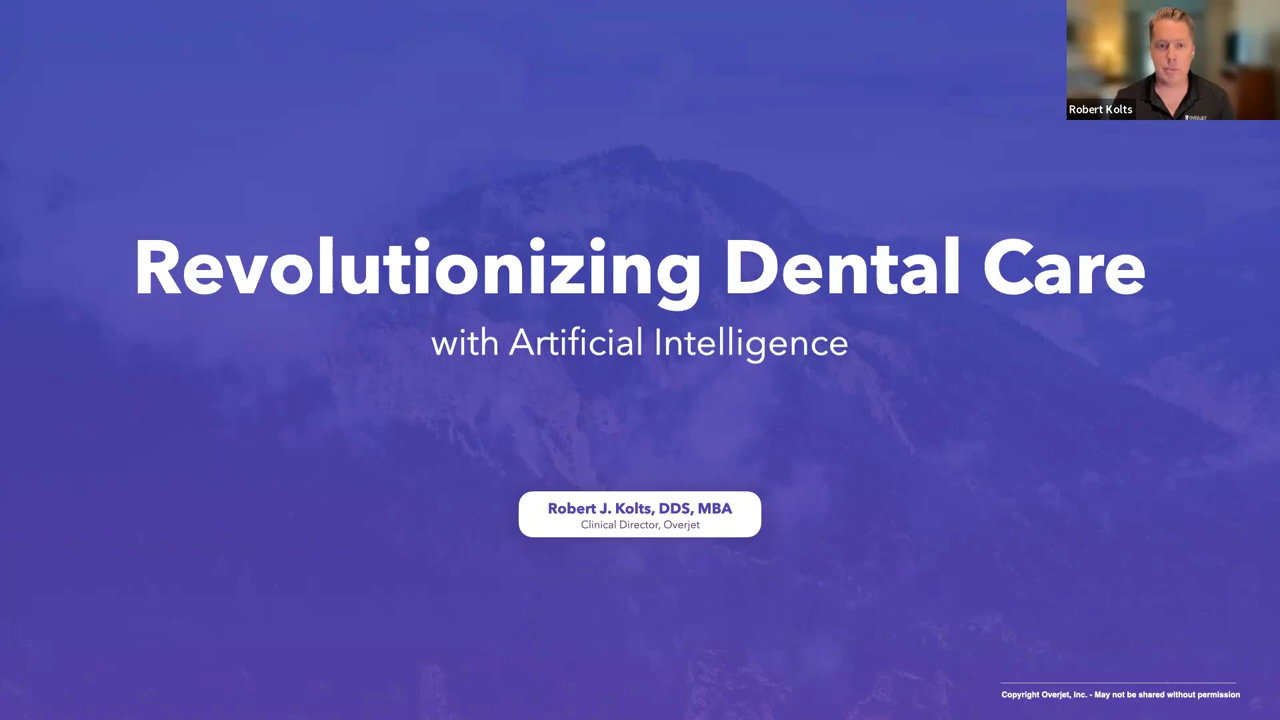 Robert Kolts
OVERJET
Revolutionizing Dental Care
with Artificial Intelligence
Robert J. Kolts, DDS, MBA
Clinical Director, Overjet
Copyright Overjet, Inc. - May not be shared without permission